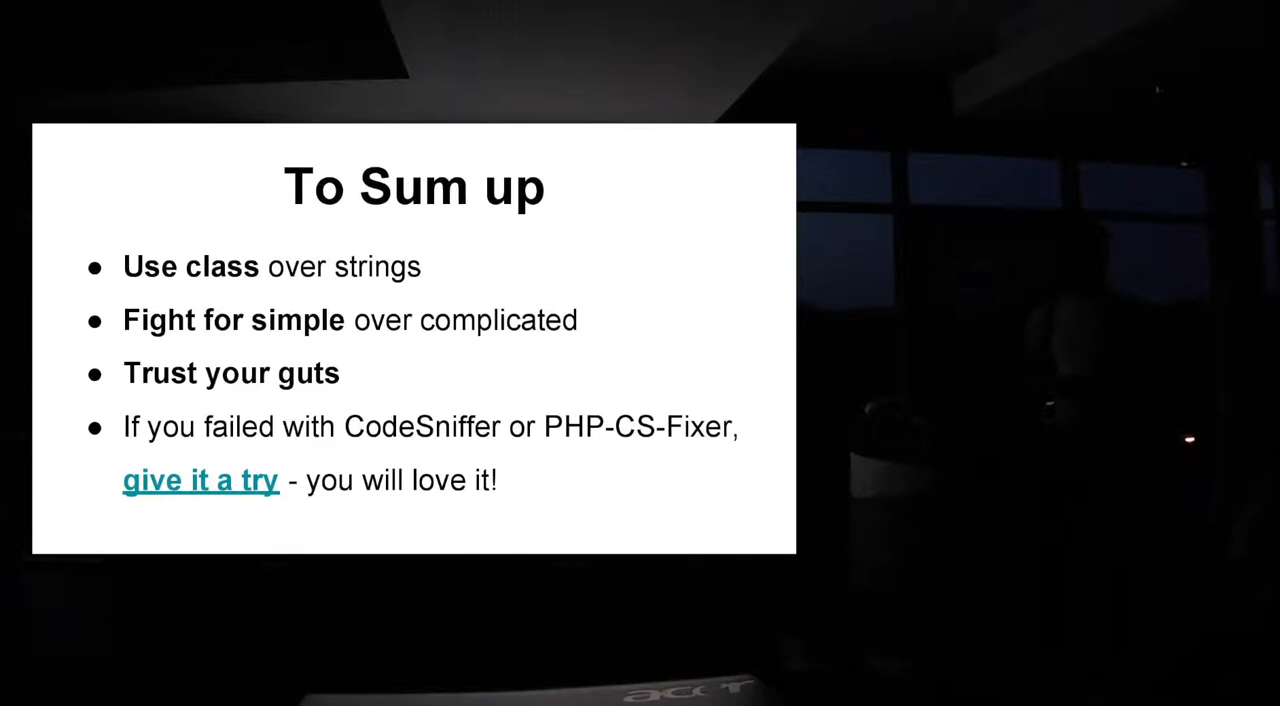 To Sum up
● Use class over strings
● Fight for simple over complicated
● Trust your guts
● If you failed with CodeSniffer or PHP-CS-Fixer,
give it a try - you will love it!
acer